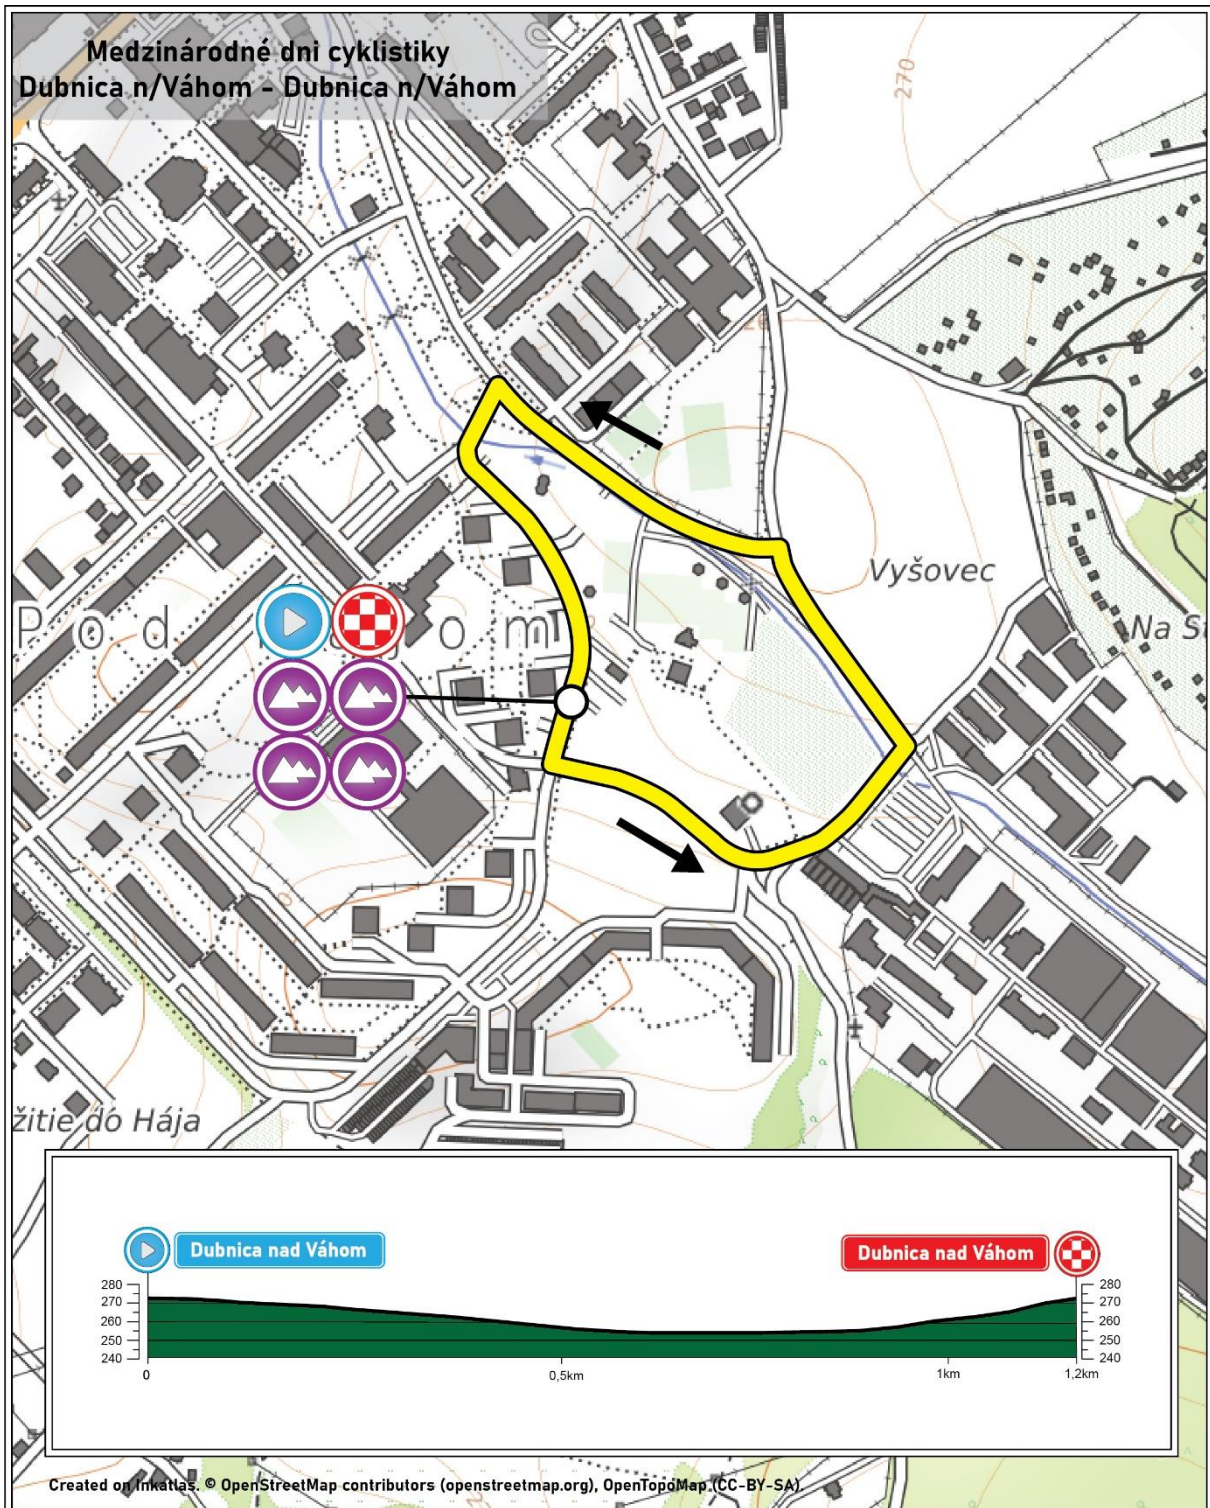 Medzinárodné dni cyklistiky
Dubnica n/Váhom - Dubnica n/Váhom
270
Vyšovec
Na S
Pod
om
žitie do Hája
Dubnica nad Váhom
Dubnica nad Váhom
280
270
260
250
240
280
270
260
250
240
0
0,5km
1km
1,2km
Created on Inkatlas. © OpenStreetMap contributors (openstreetmap.org), OpenTopoMap (CC-BY-SA).